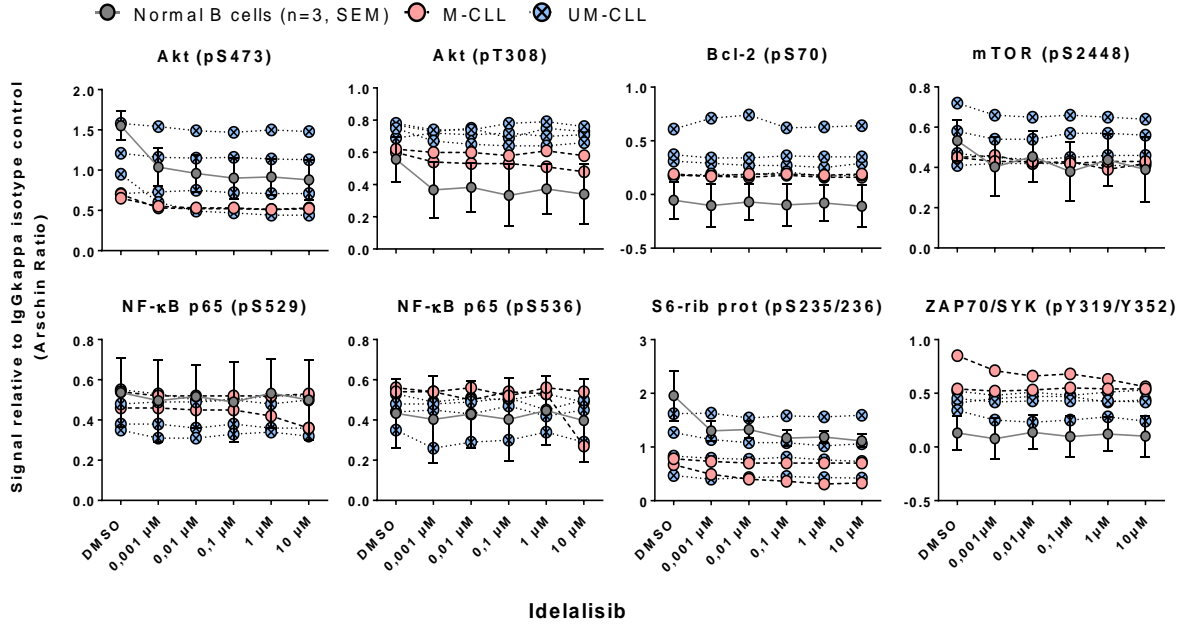 Normal B cells (n=3, SEM) M-CLL UM-CLL
Signal relative to IgGkappa isotype control
(Arschin Ratio)
Akt (pS473)
2.0
1.5
1.0
0.5
0.0
Akt (pT308)
1.0
0.8
0.6
0.4
0.2
0.0
Bcl-2 (pS70)
1.0
0.5
0.0
-0.5
mTOR (pS2448)
0.8
0.6
0.4
0.2
0.0
NF-κB p65 (pS529)
0.8
0.6
0.4
0.2
0.0
DMSO
0,001 µM
0,01 µM
0,1 µM
1 µM
10 µM
NF-κB p65 (pS536)
0.8
0.6
0.4
0.2
0.0
DMSO
0,001 µM
0,01 µM
0,1 µM
1 µM
10 µM
S6-rib prot (pS235/236)
3
2
1
0
DMSO
0,001 µM
0,01 µM
0,1 µM
1 µM
10 µM
ZAP70/SYK (pY319/Y352)
1.0
0.5
0.0
-0.5
DMSO
0,001µM
0,01µM
0,1µM
1µM
10µM
Idelalisib